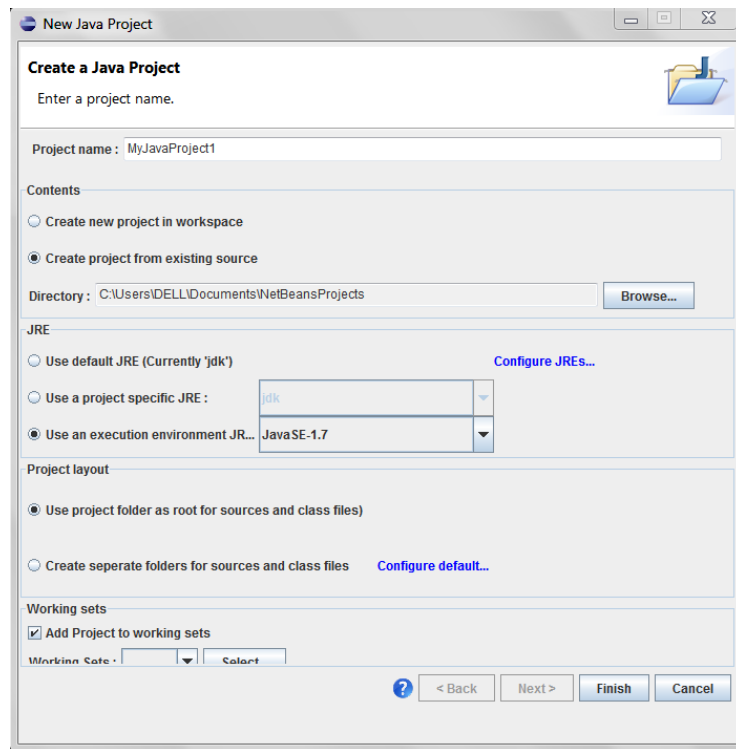 New Java Project
Create a Java Project
Enter a project name.
Project name : MyJavaProject1
Contents
Create new project in workspace
Create project from existing source
Directory : C:\Users\DELL\Documents\NetBeansProjects Browse...
JRE
Use default JRE (Currently 'jdk') Configure JREs...
Use a project specific JRE : jdk
Use an execution environment JR... JavaSE-1.7
Project layout
Use project folder as root for sources and class files)
Create seperate folders for sources and class files Configure default...
Working sets
Add Project to working sets
Working Sets : Select...
? < Back Next > Finish Cancel